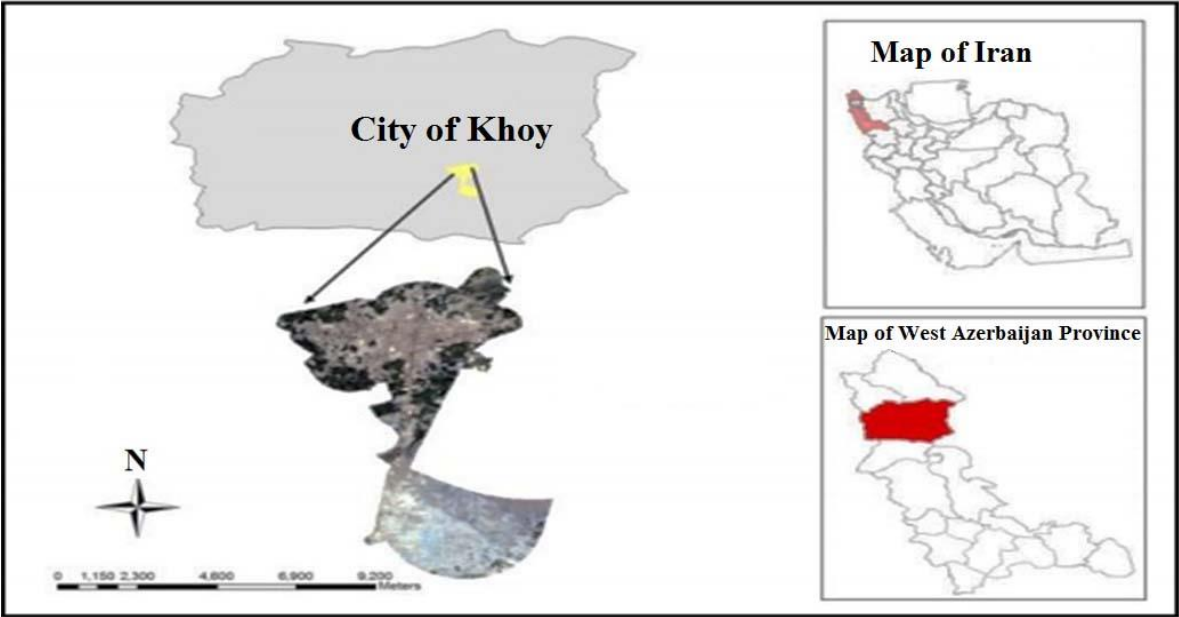 Map of Iran
City of Khoy
Map of West Azerbaijan Province
N
0 1,150 2,300 4,600 6,900 9,200
Meters